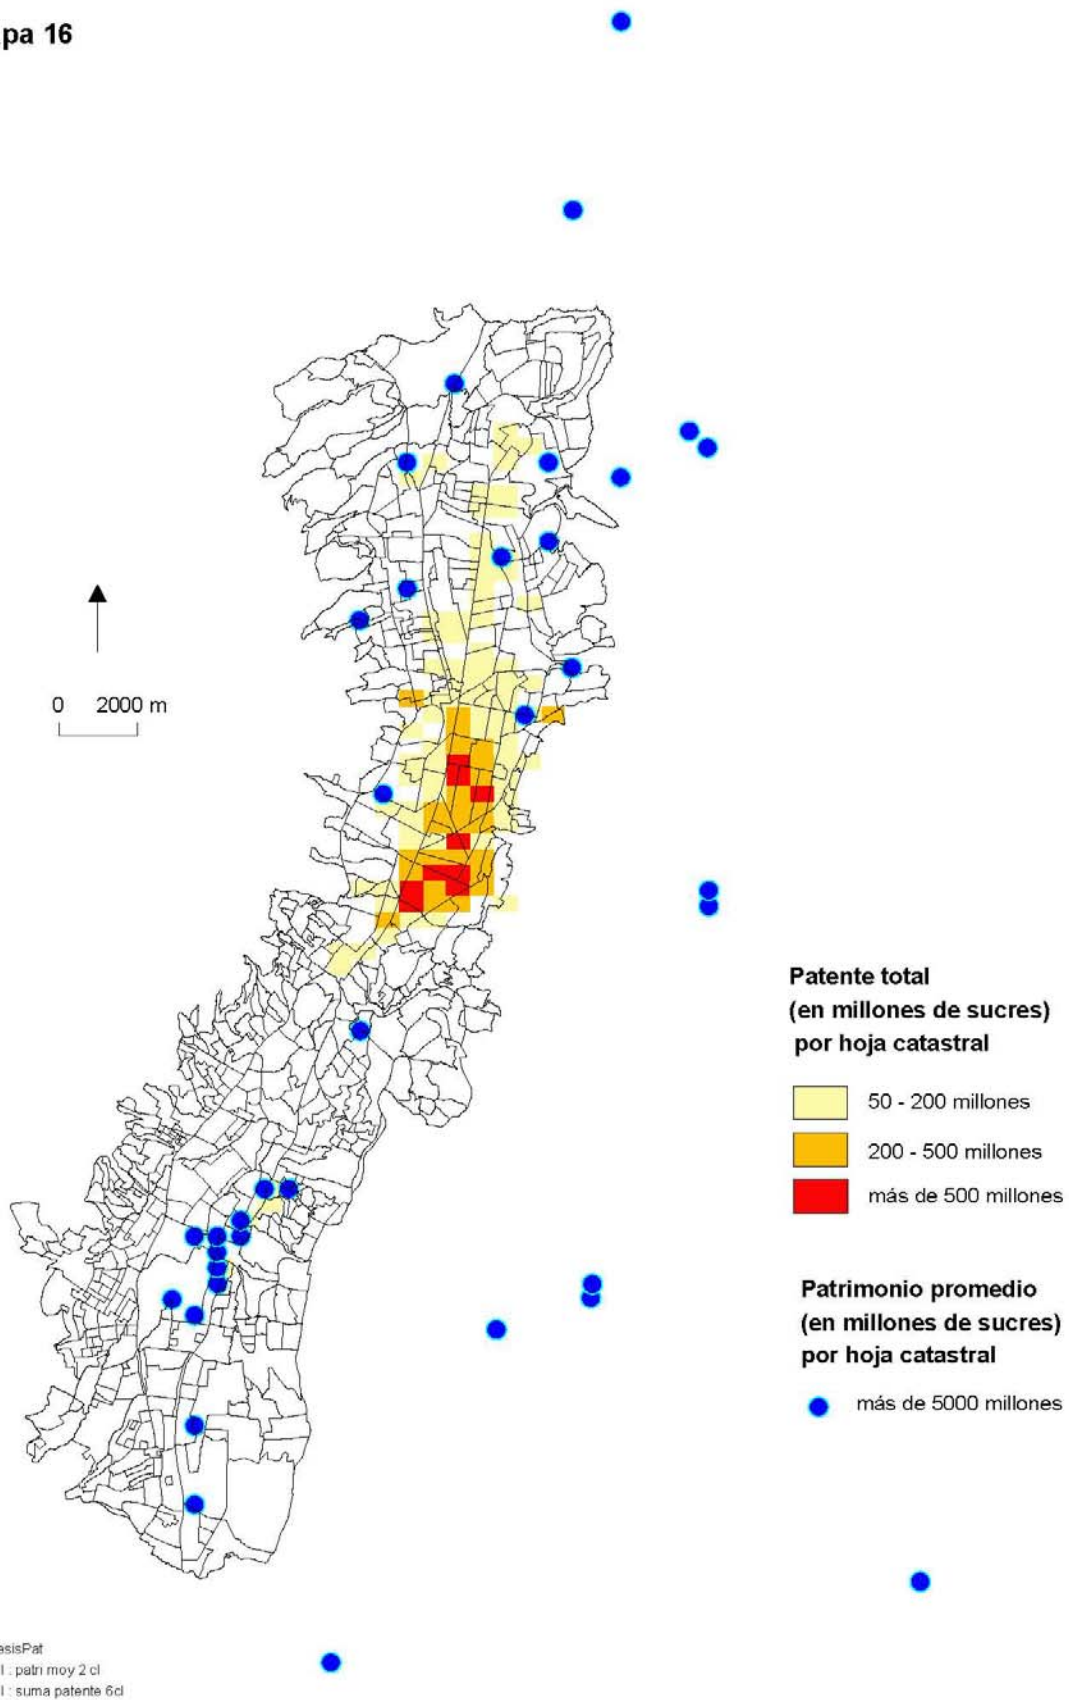 pa 16
0 2000 m
Patente total
(en millones de sucres)
por hoja catastral
50 - 200 millones
200 - 500 millones
más de 500 millones
Patrimonio promedio
(en millones de sucres)
por hoja catastral
más de 5000 millones
esisPat
l : patri moy 2 cl
l : suma patente 6cl